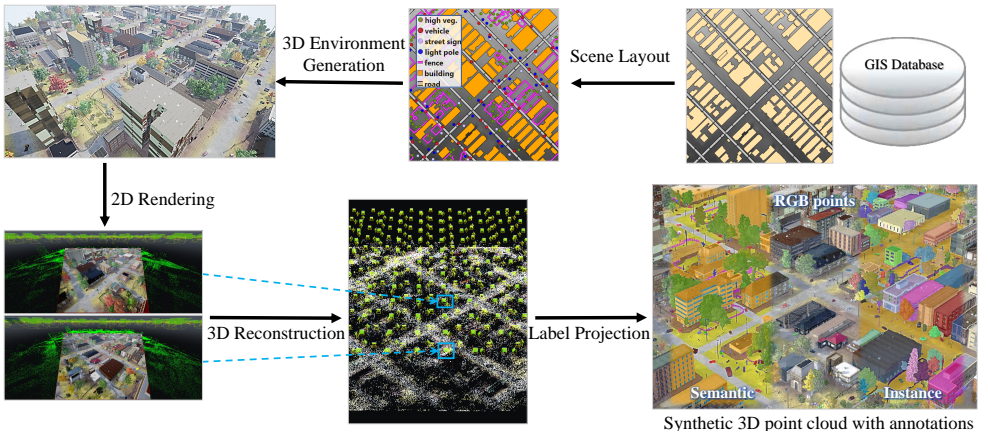 3D Environment
Generation
high veg.
vehicle
street sign
light pole
fence
building
road
Scene Layout
GIS Database
2D Rendering
3D Reconstruction
Label Projection
RGB points
Semantic
Instance
Synthetic 3D point cloud with annotations